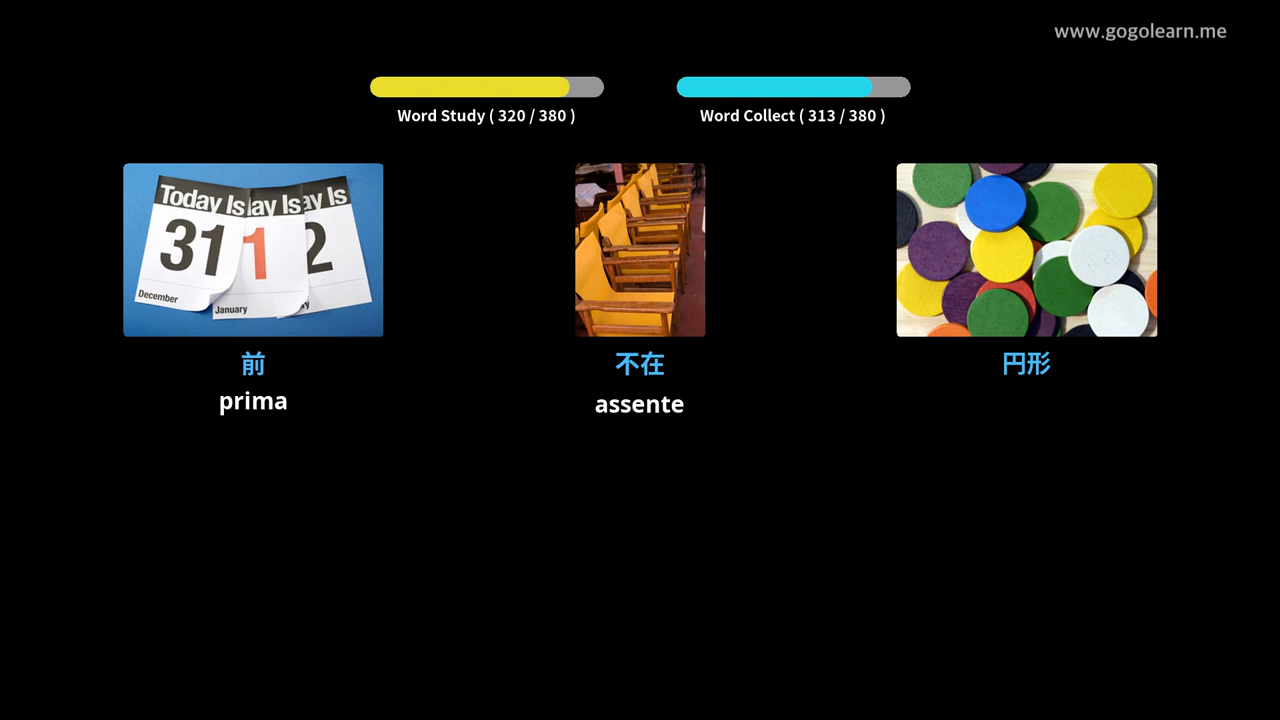 www.gogolearn.me
Word Study ( 320 / 380 )
Word Collect ( 313 / 380 )
Today Is
ay Is
ay Is
31
1
2
December
January
前
不在
円形
prima
assente